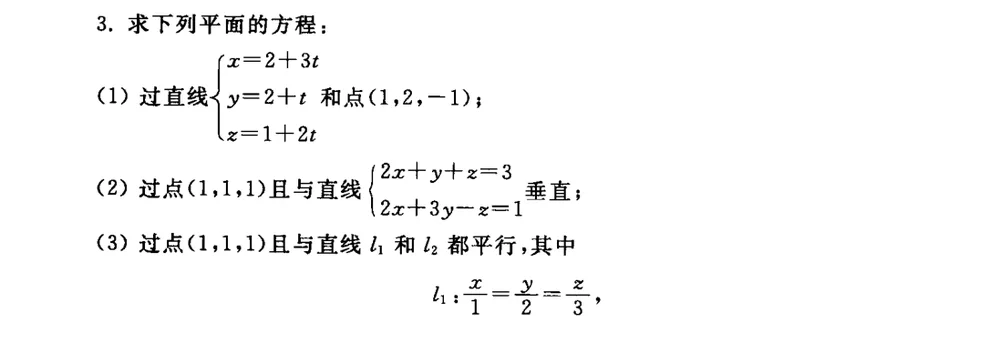 3. 求下列平面的方程:
(1) 过直线{x=2+3t
y=2+t
z=1+2t 和点(1,2,-1);
(2) 过点(1,1,1)且与直线{2x+y+z=3
2x+3y-z=1 垂直;
(3) 过点(1,1,1)且与直线 l₁ 和 l₂ 都平行,其中
l₁:x/1=y/2=z/3,